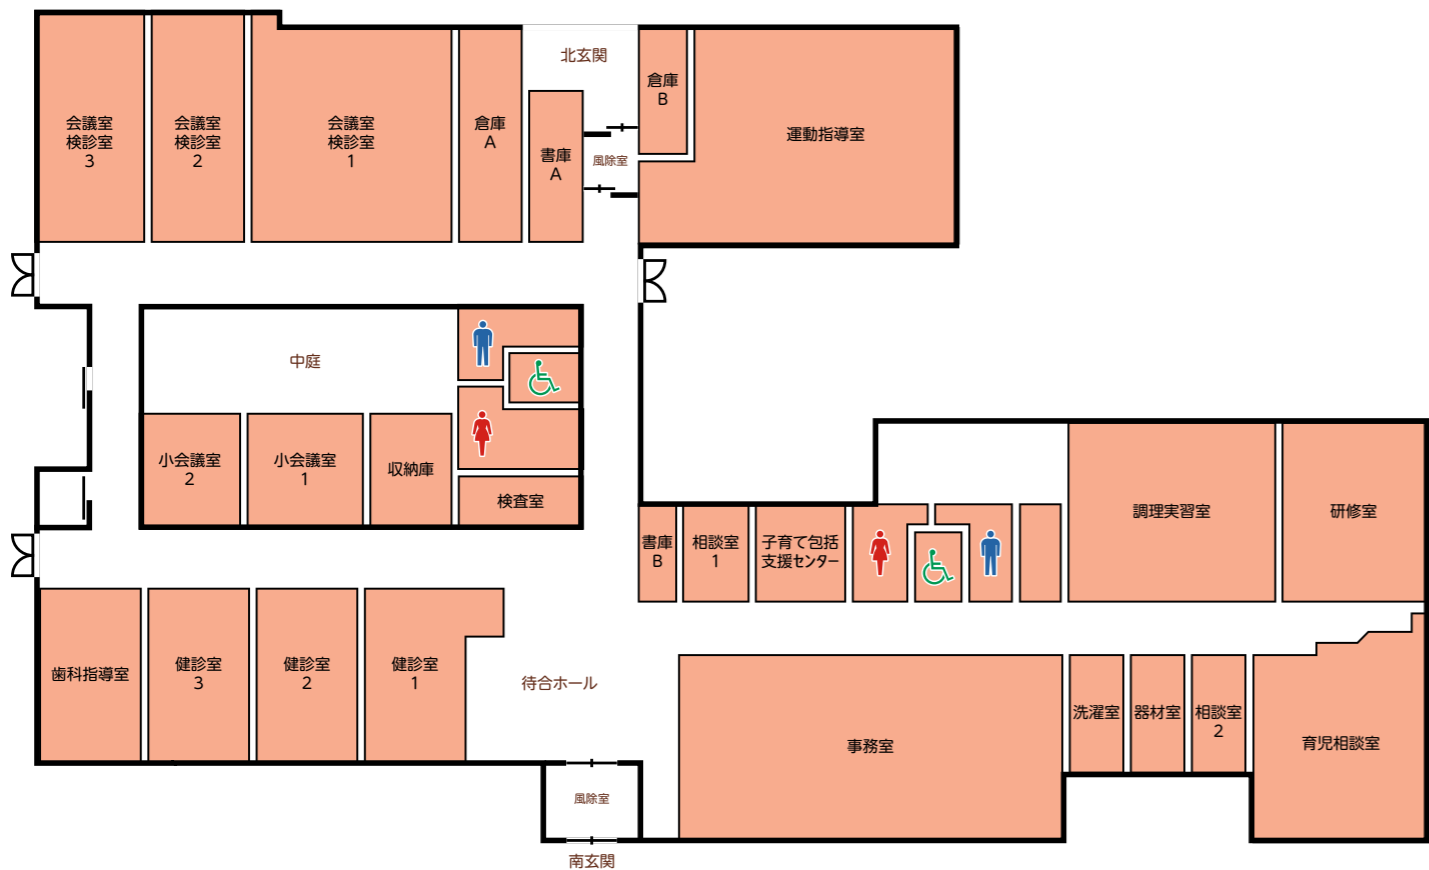 北玄関
会議室
検診室
3
会議室
検診室
2
会議室
検診室
1
倉庫
A
書庫
A
風除室
倉庫
B
運動指導室
中庭
小会議室
2
小会議室
1
収納庫
検査室
書庫
B
相談室
1
子育て包括
支援センター
調理実習室
研修室
歯科指導室
健診室
3
健診室
2
健診室
1
待合ホール
事務室
洗濯室
器材室
相談室
2
育児相談室
風除室
南玄関